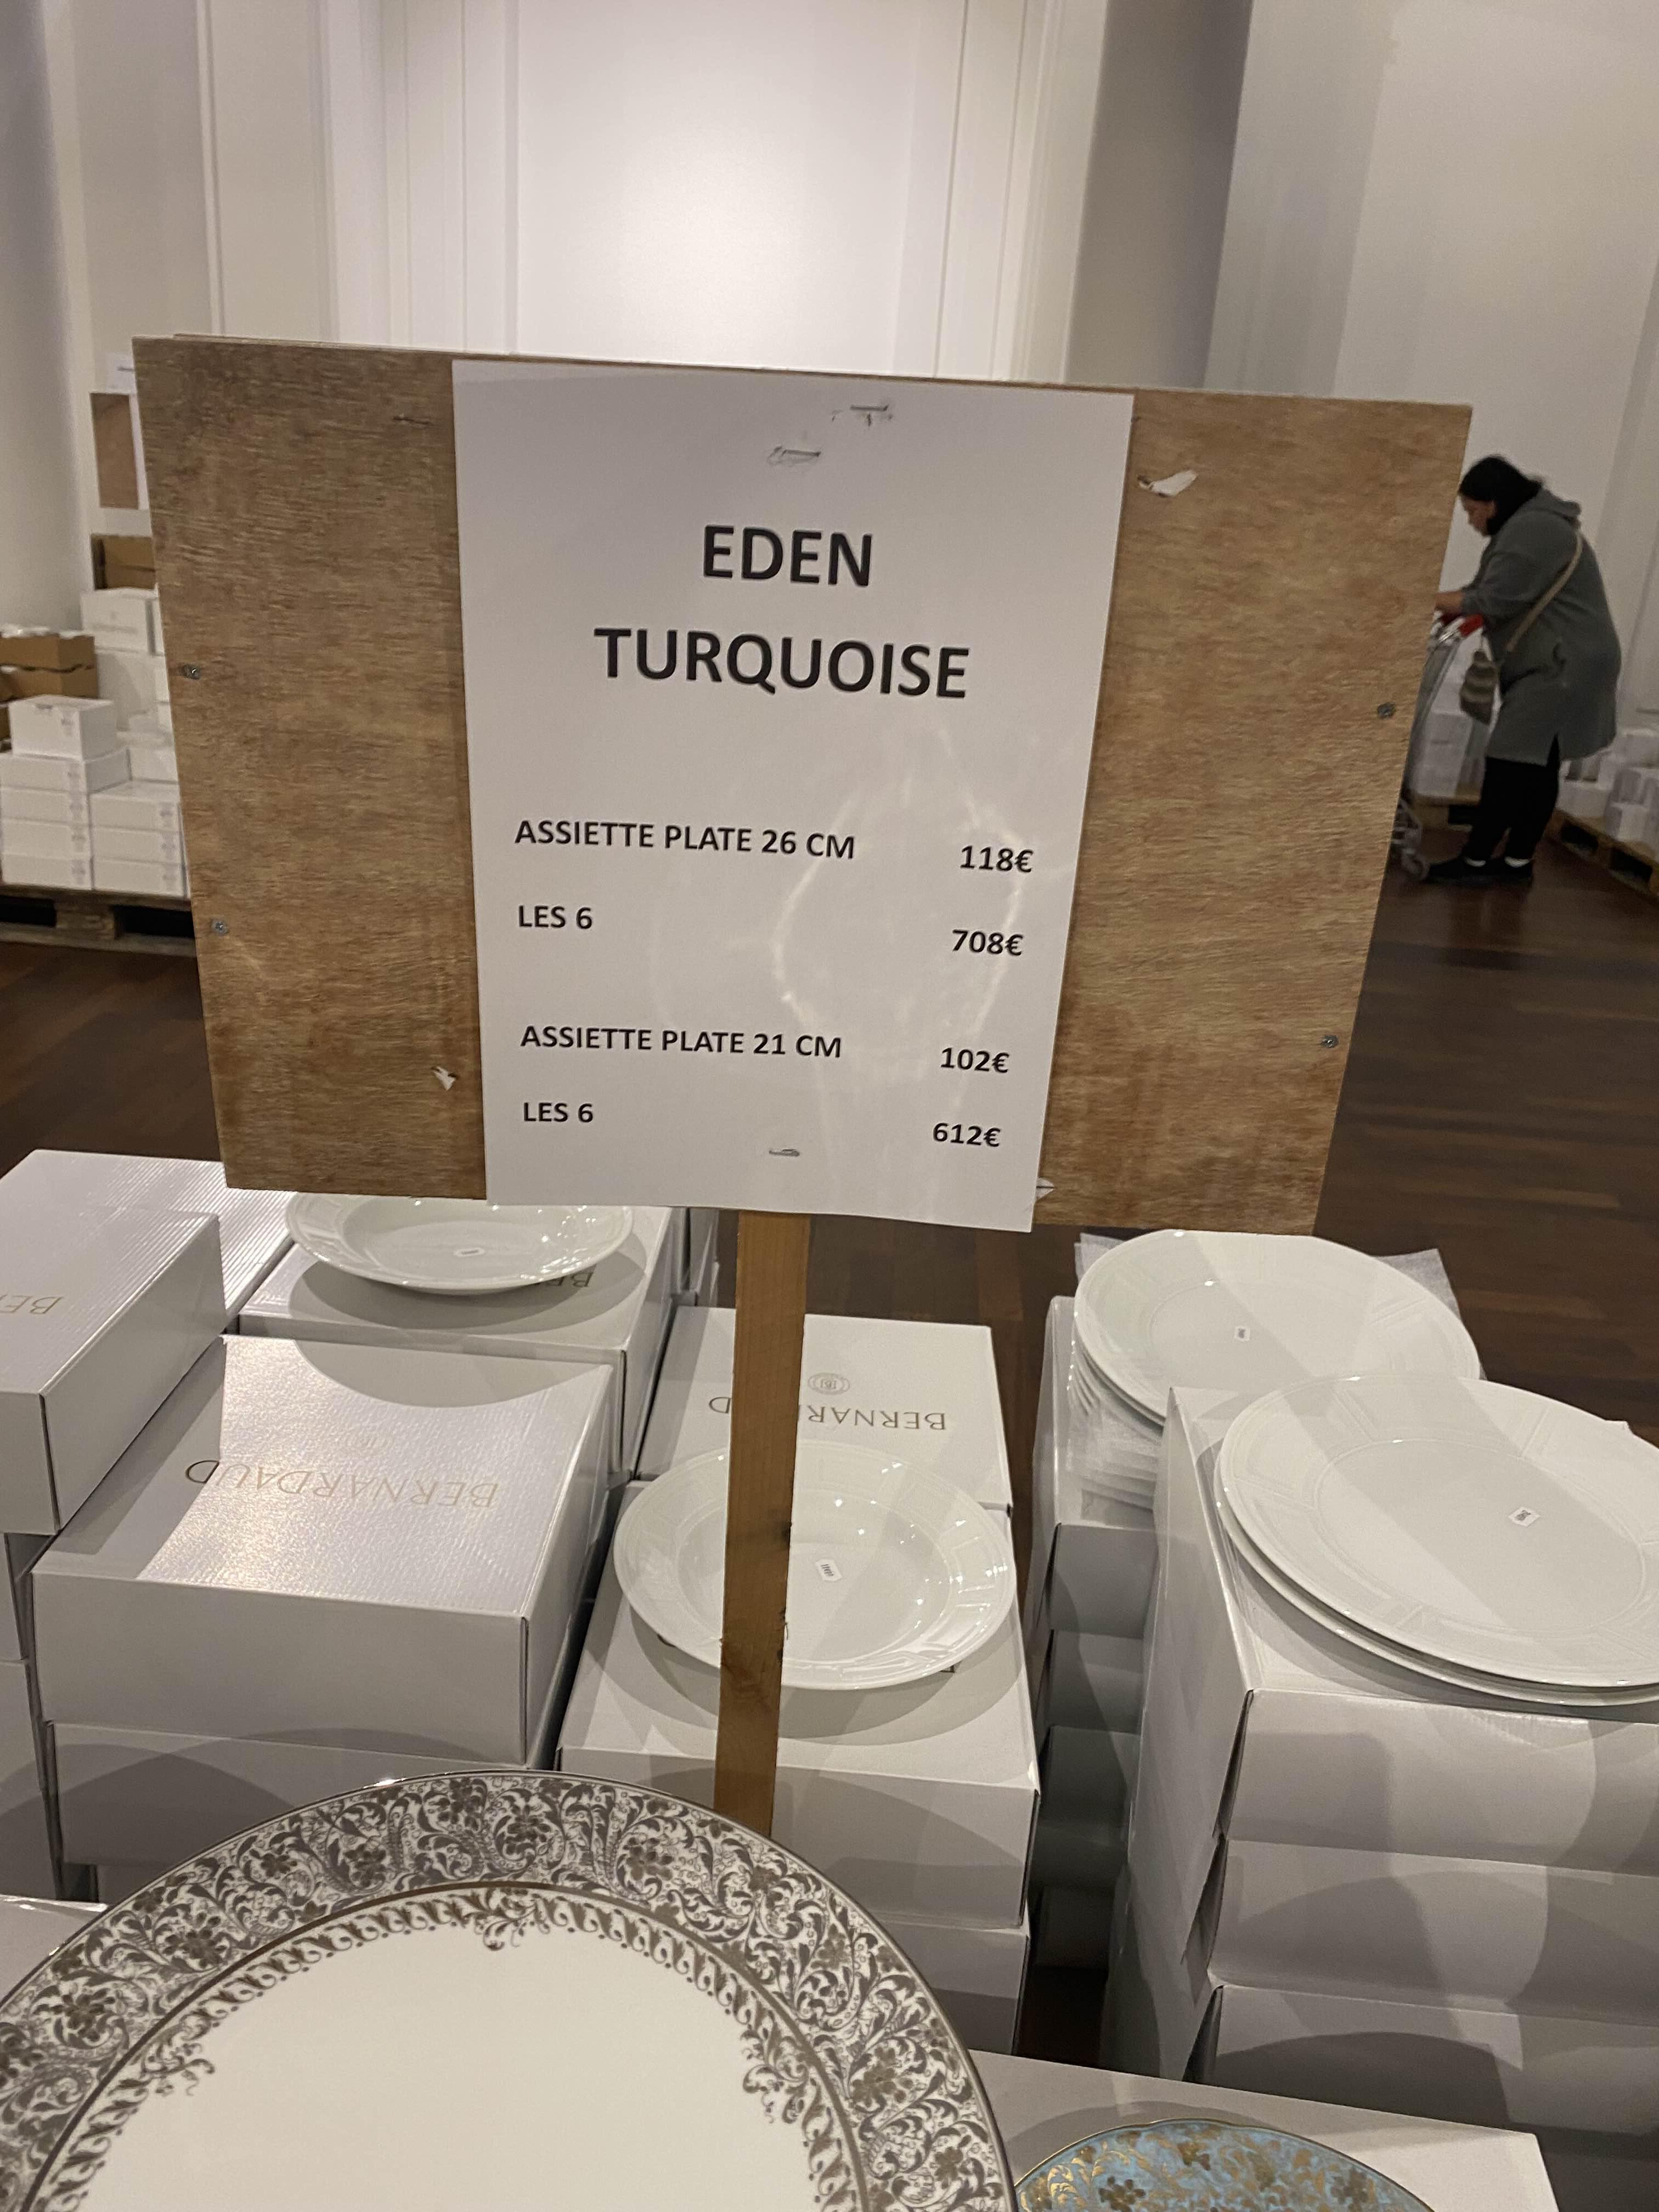 EDEN
TURQUOISE
ASSIETTE PLATE 26 CM 118€
LES 6 708€
ASSIETTE PLATE 21 CM 102€
LES 6 612€
BERNARDAUD
BERNARDAUD